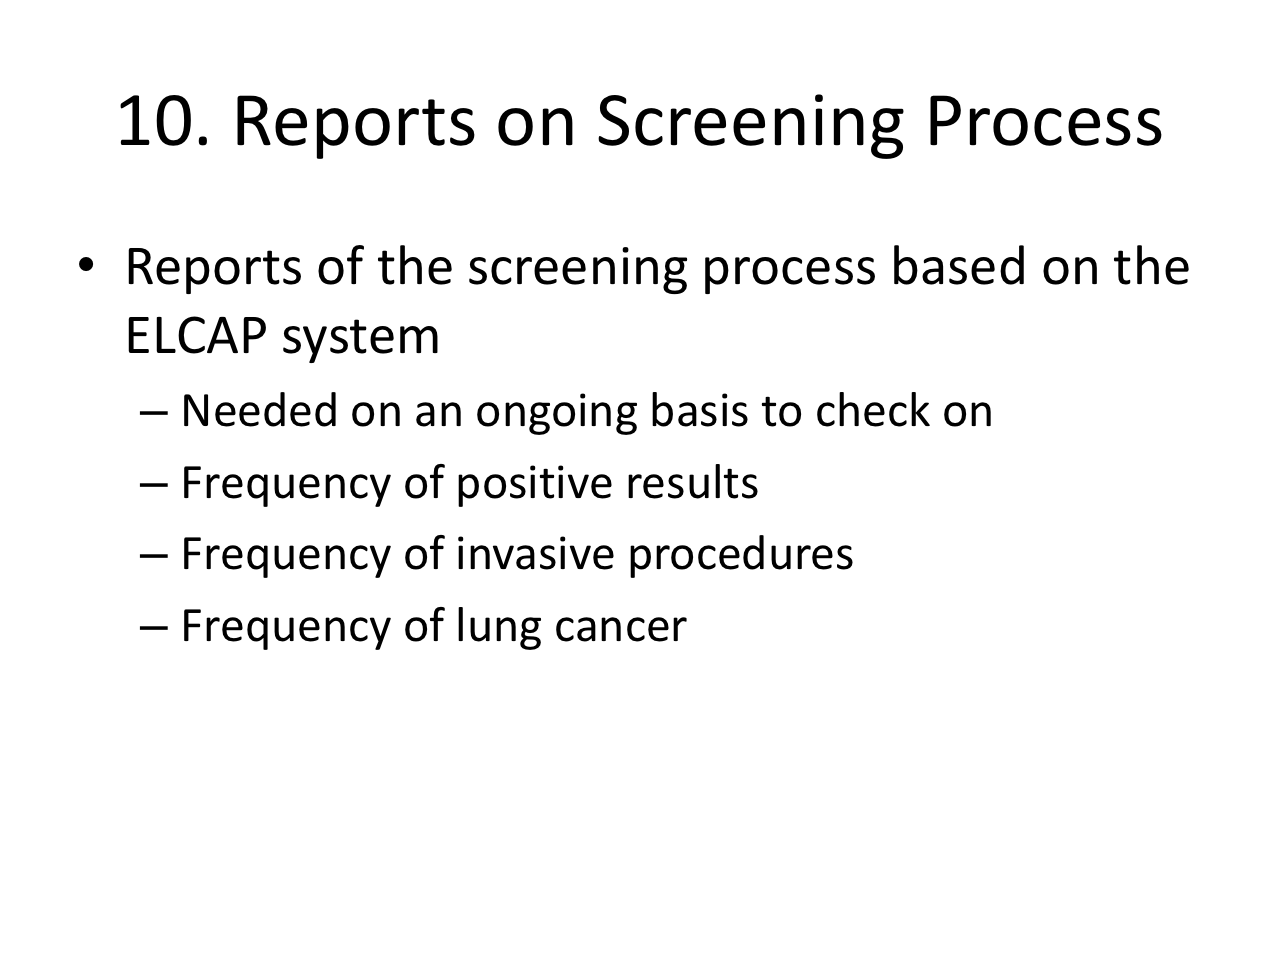 10. Reports on Screening Process
• Reports of the screening process based on the
ELCAP system
– Needed on an ongoing basis to check on
– Frequency of positive results
– Frequency of invasive procedures
– Frequency of lung cancer